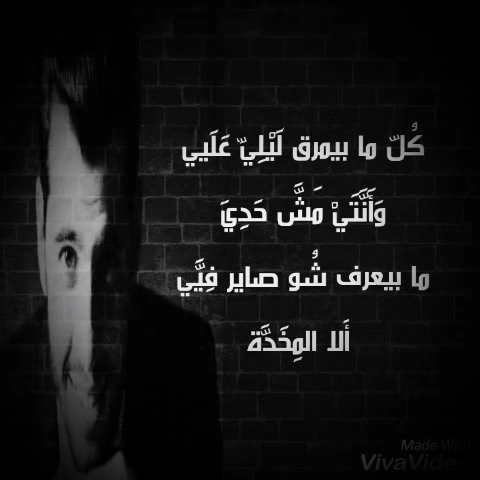 كُلّ ما بيمرق لَيْلِيّ عَلَيي
وَأَنَّتَيْ مَشَّ حَدِيَ
ما بيعرف شُو صاير فِيَّي
أَلا المِخَدَّة
Made With
VivaVideo